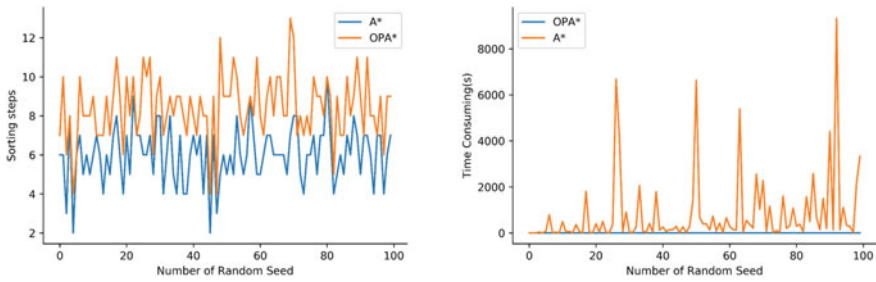 A*
OPA*
12
10
8
6
4
2
Sorting steps
0 20 40 60 80 100
Number of Random Seed
OPA*
A*
8000
6000
4000
2000
0
Time Consuming(s)
0 20 40 60 80 100
Number of Random Seed